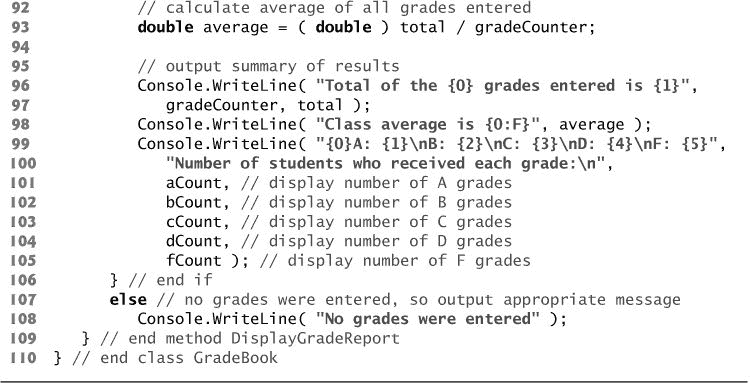 92 // calculate average of all grades entered
93 double average = ( double ) total / gradeCounter;
94
95 // output summary of results
96 Console.WriteLine( "Total of the {0} grades entered is {1}",
97 gradeCounter, total );
98 Console.WriteLine( "Class average is {0:F}", average );
99 Console.WriteLine( "{0}A: {1}\nB: {2}\nC: {3}\nD: {4}\nF: {5}",
100 "Number of students who received each grade:\n",
101 aCount, // display number of A grades
102 bCount, // display number of B grades
103 cCount, // display number of C grades
104 dCount, // display number of D grades
105 fCount ); // display number of F grades
106 } // end if
107 else // no grades were entered, so output appropriate message
108 Console.WriteLine( "No grades were entered" );
109 } // end method DisplayGradeReport
110 } // end class GradeBook